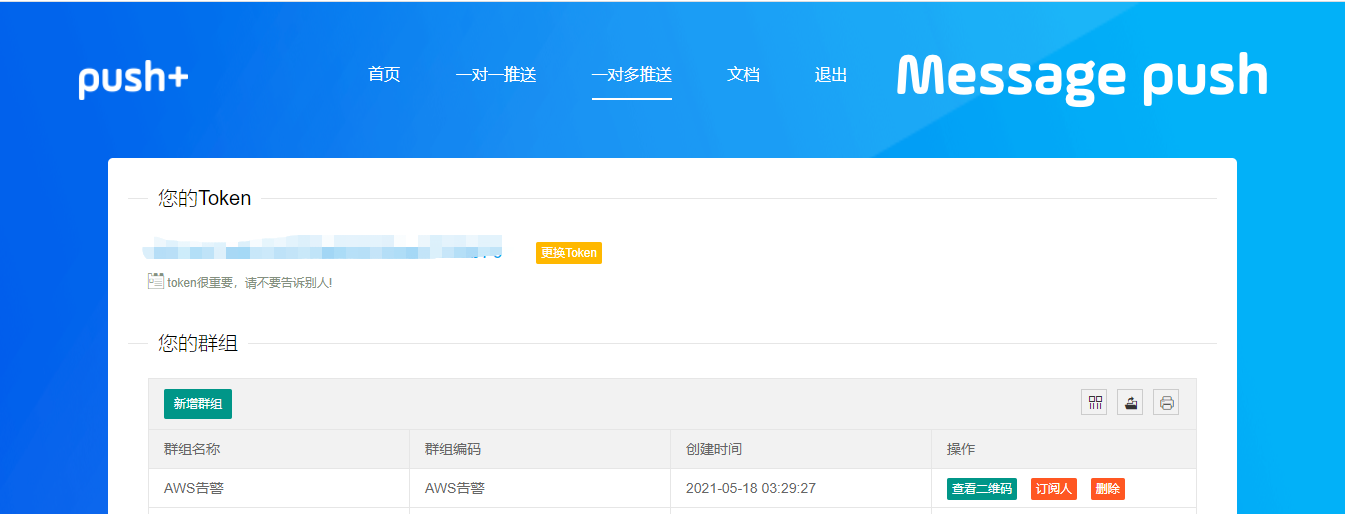 push+ 首页 一对一推送 一对多推送 文档 退出 Message push
您的Token
更换Token
token很重要，请不要告诉别人!
您的群组
新增群组
群组名称 群组编码 创建时间 操作
AWS告警 AWS告警 2021-05-18 03:29:27 查看二维码 订阅人 删除